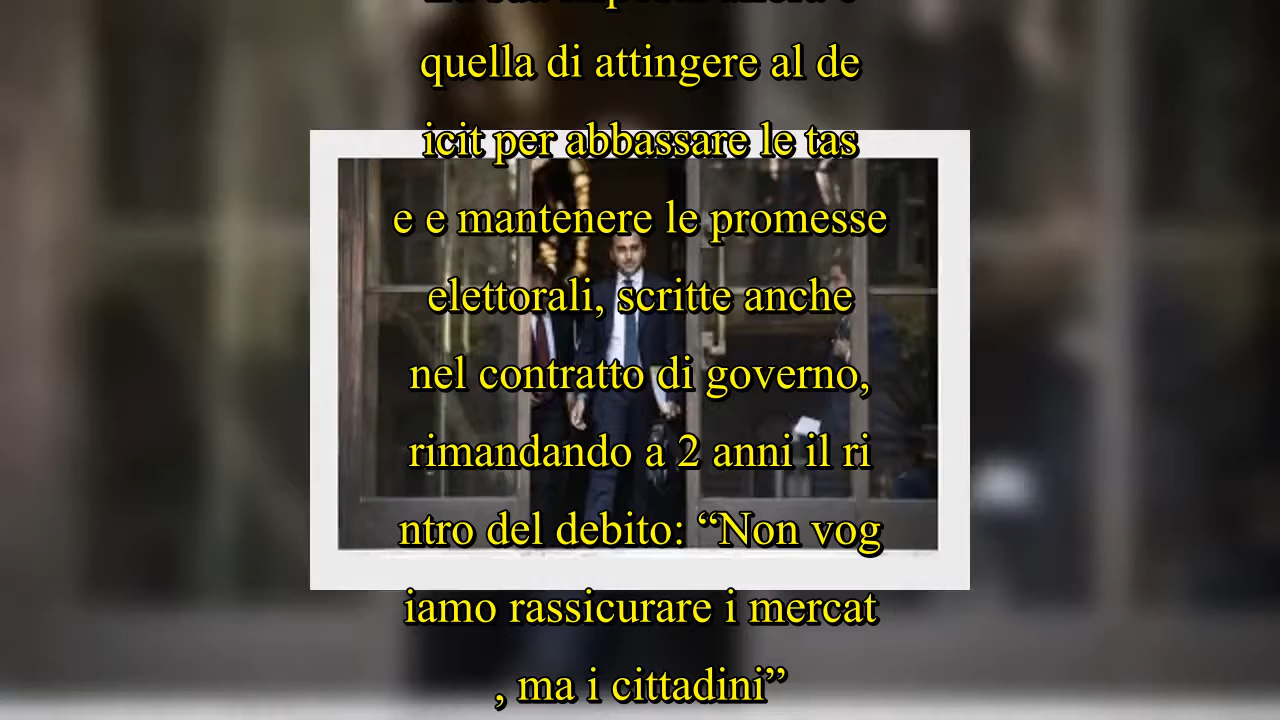 quella di attingere al de
icit per abbassare le tas
e e mantenere le promesse
elettorali, scritte anche
nel contratto di governo,
rimandando a 2 anni il ri
ntro del debito: “Non vog
iamo rassicurare i mercat
, ma i cittadini”